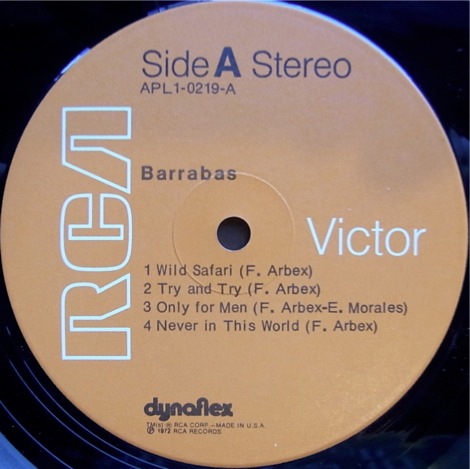 Side A Stereo
APL1-0219-A
RCA
Barrabas
Victor
1 Wild Safari (F. Arbex)
2 Try and Try (F. Arbex)
3 Only for Men (F. Arbex-E. Morales)
4 Never in This World (F. Arbex)
dynaflex
TM(s) ® RCA CORP.—MADE IN U.S.A.
℗ 1972 RCA RECORDS